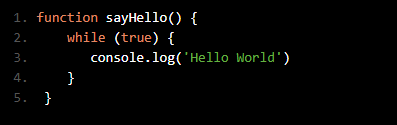 1. function sayHello() {
2.     while (true) {
3.        console.log('Hello World')
4.     }
5.  }